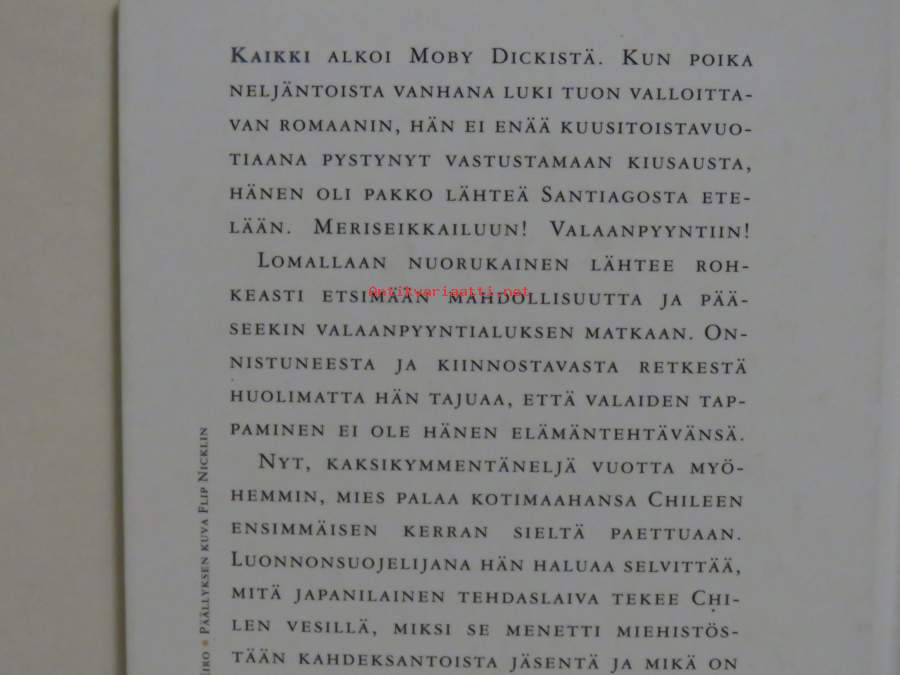 Kaikki alkoi Moby Dickistä. Kun poika
neljäntoista vanhana luki tuon valloitta-
van romaanin, hän ei enää kuusitoistavuo-
tiaana pystynyt vastustamaan kiusausta,
hänen oli pakko lähteä Santiagosta ete-
lään. Meriseikkailuun! Valaanpyyntiin!
Lomallaan nuorukainen lähtee roh-
keasti etsimään mahdollisuutta ja pää-
seekin valaanpyyntialuksen matkaan. On-
nistuneesta ja kiinnostavasta retkestä
huolimatta hän tajuaa, että valaiden tap-
paminen ei ole hänen elämäntehtävänsä.
Nyt, kaksikymmentäneljä vuotta myö-
hemmin, mies palaa kotimaahansa Chileen
ensimmäisen kerran sieltä paettuaan.
Luonnonsuojelijana hän haluaa selvittää,
mitä japanilainen tehdaslaiva tekee Chi-
len vesillä, miksi se menetti miehistös-
tään kahdeksantoista jäsentä ja mikä on
Päällyksen kuva Flip Nicklin
Antikvariaatti.net